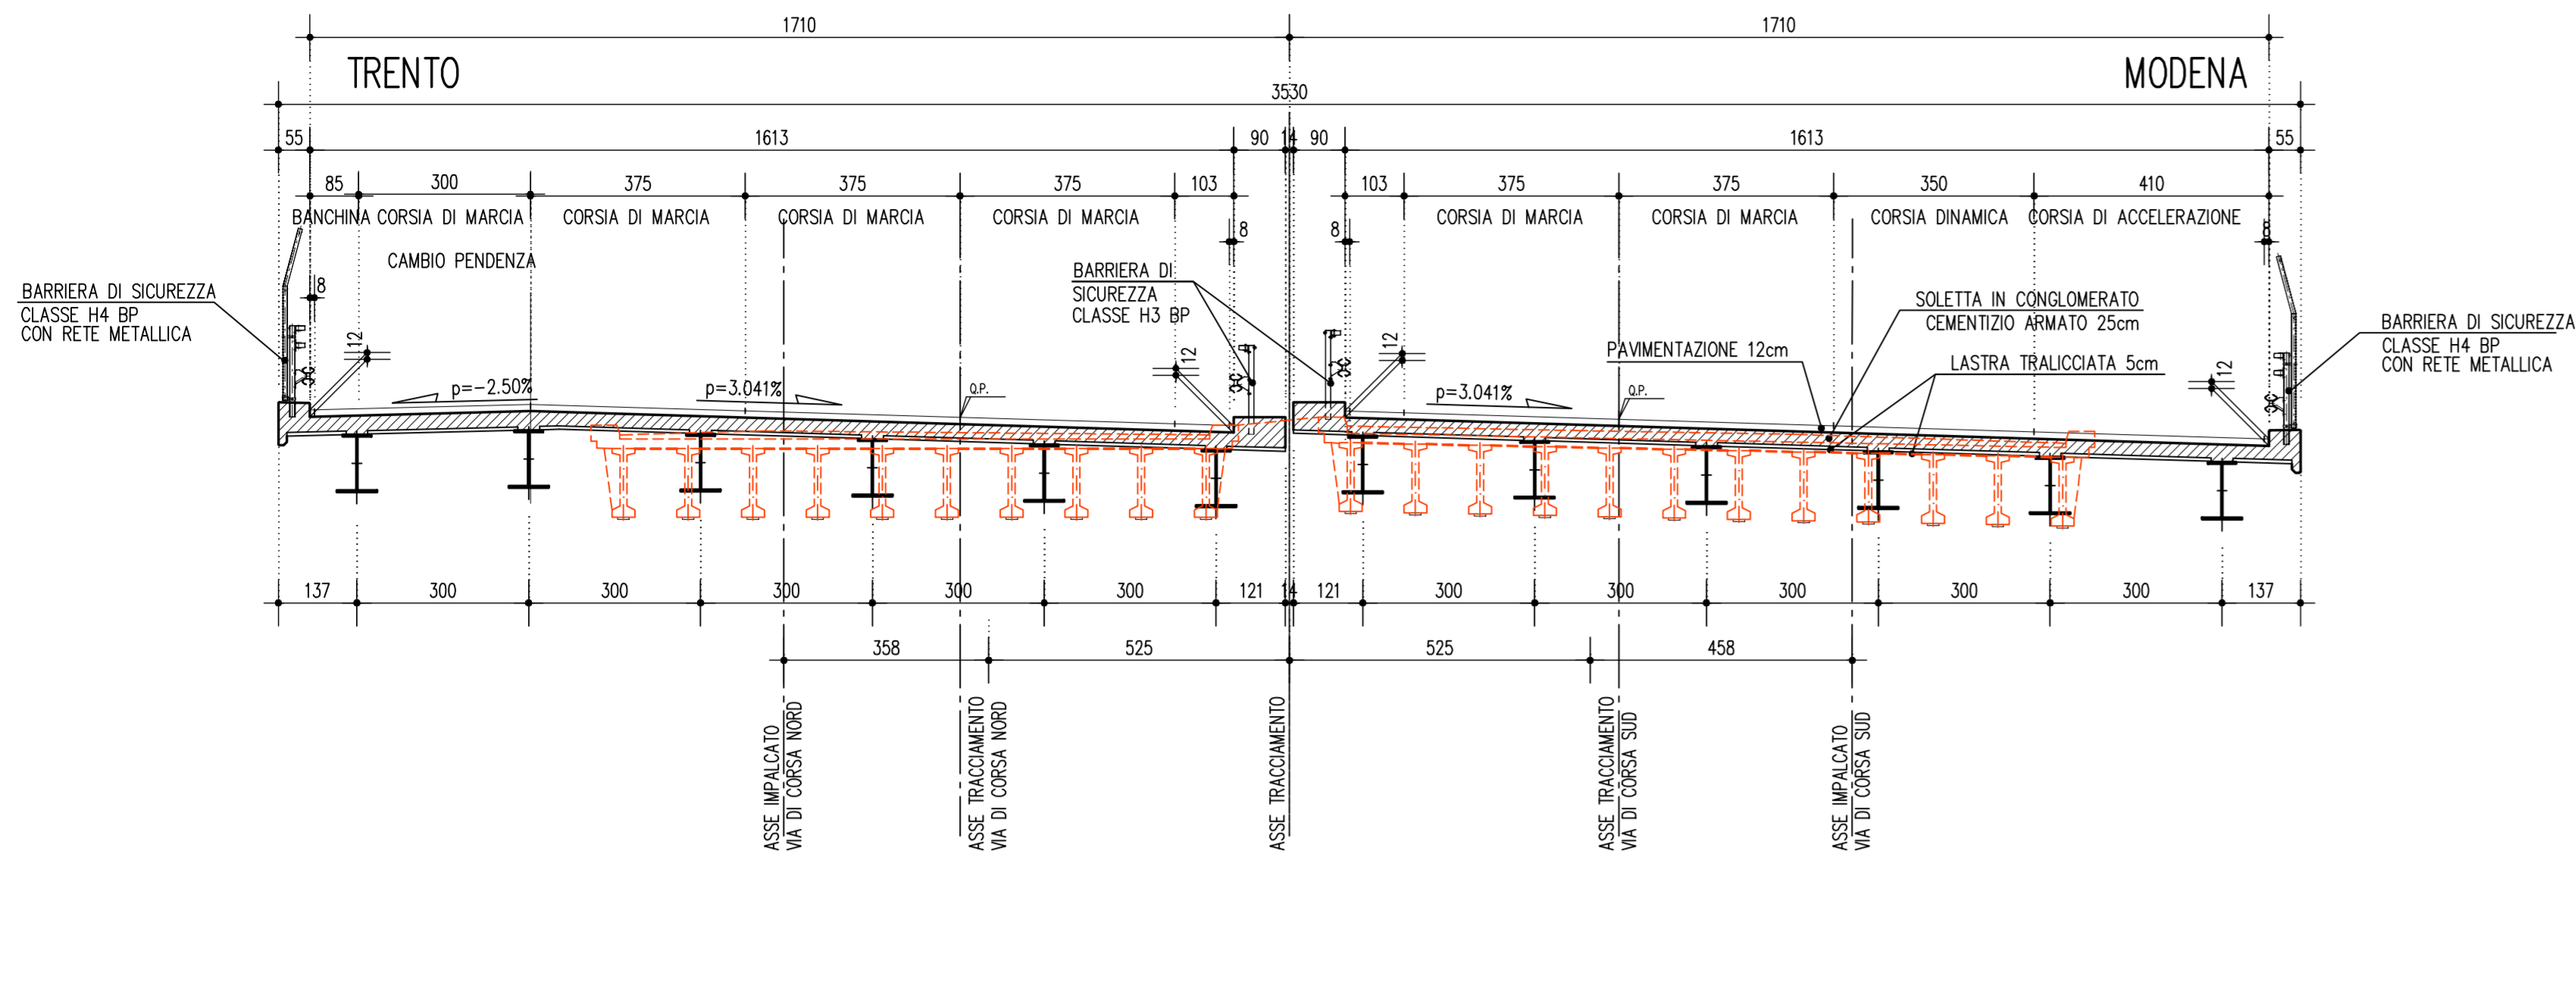 1710 1710
TRENTO MODENA
3530
55 1613 90 14 90 1613 55
85 300 375 375 375 103 103 375 375 350 410
BANCHINA CORSIA DI MARCIA CORSIA DI MARCIA CORSIA DI MARCIA CORSIA DI MARCIA CORSIA DI MARCIA CORSIA DI MARCIA CORSIA DINAMICA CORSIA DI ACCELERAZIONE
8 8 8
CAMBIO PENDENZA
8
BARRIERA DI SICUREZZA
CLASSE H4 BP
CON RETE METALLICA
BARRIERA DI
SICUREZZA
CLASSE H3 BP
SOLETTA IN CONGLOMERATO
CEMENTIZIO ARMATO 25cm
PAVIMENTAZIONE 12cm
LASTRA TRALICCIATA 5cm
BARRIERA DI SICUREZZA
CLASSE H4 BP
CON RETE METALLICA
12 12 12 12
p=-2.50% p=3.041% Q.P. p=3.041% Q.P.
137 300 300 300 300 300 121 14 121 300 300 300 300 300 137
358 525 525 458
ASSE IMPALCATO
VIA DI CORSA NORD
ASSE TRACCIAMENTO
VIA DI CORSA NORD
ASSE TRACCIAMENTO
ASSE TRACCIAMENTO
VIA DI CORSA SUD
ASSE IMPALCATO
VIA DI CORSA SUD